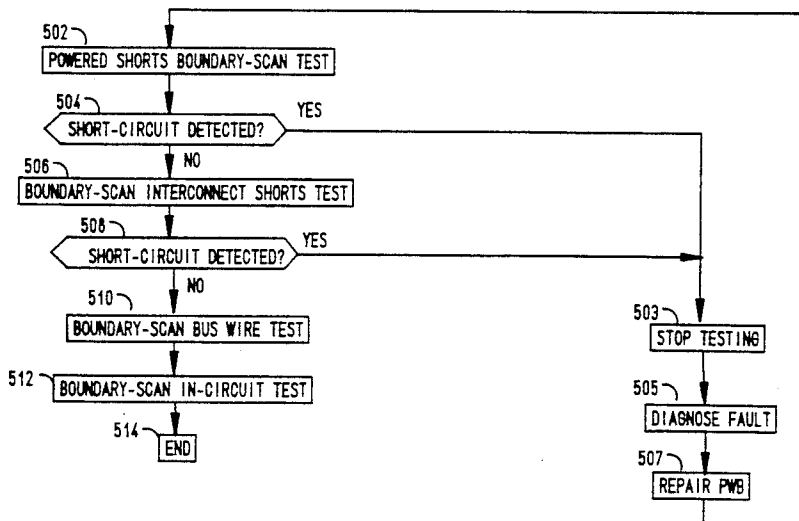 502
POWERED SHORTS BOUNDARY-SCAN TEST
504
SHORT-CIRCUIT DETECTED?
YES
NO
506
BOUNDARY-SCAN INTERCONNECT SHORTS TEST
508
SHORT-CIRCUIT DETECTED?
YES
NO
510
BOUNDARY-SCAN BUS WIRE TEST
512
BOUNDARY-SCAN IN-CIRCUIT TEST
514
END
503
STOP TESTING
505
DIAGNOSE FAULT
507
REPAIR PWB